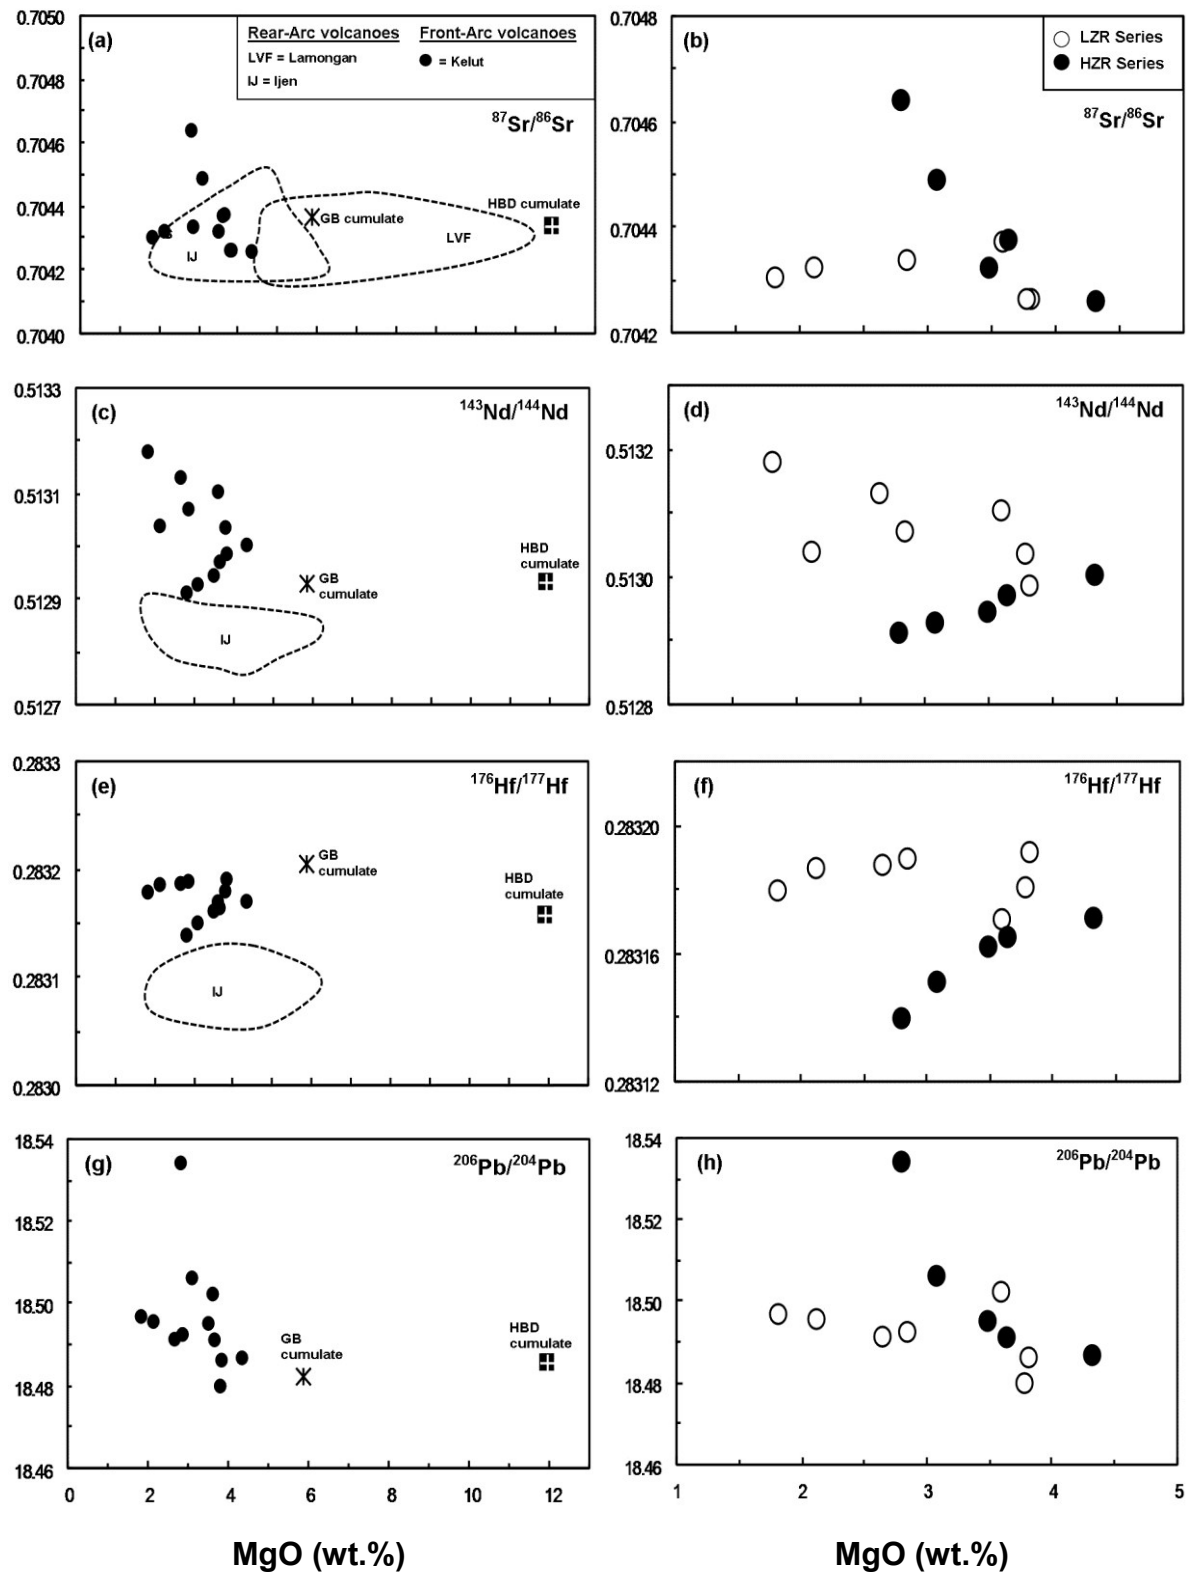 (a)
Rear-Arc volcanoes Front-Arc volcanoes
LVF = Lamongan = Kelut
IJ = Ijen
⁸⁷Sr/⁸⁶Sr
0.7050
0.7048
0.7046
0.7044
0.7042
0.7040
IJ
GB cumulate
LVF
HBD cumulate
(b)
LZR Series
HZR Series
⁸⁷Sr/⁸⁶Sr
0.7048
0.7046
0.7044
0.7042
(c)
¹⁴³Nd/¹⁴⁴Nd
0.5133
0.5131
0.5129
0.5127
GB
cumulate
HBD
cumulate
IJ
(d)
¹⁴³Nd/¹⁴⁴Nd
0.5132
0.5130
0.5128
(e)
¹⁷⁶Hf/¹⁷⁷Hf
0.2833
0.2832
0.2831
0.2830
GB
cumulate
HBD
cumulate
IJ
(f)
¹⁷⁶Hf/¹⁷⁷Hf
0.28320
0.28316
0.28312
(g)
²⁰⁶Pb/²⁰⁴Pb
18.54
18.52
18.50
18.48
18.46
GB
cumulate
HBD
cumulate
0 2 4 6 8 10 12
MgO (wt.%)
(h)
²⁰⁶Pb/²⁰⁴Pb
18.54
18.52
18.50
18.48
18.46
1 2 3 4 5
MgO (wt.%)